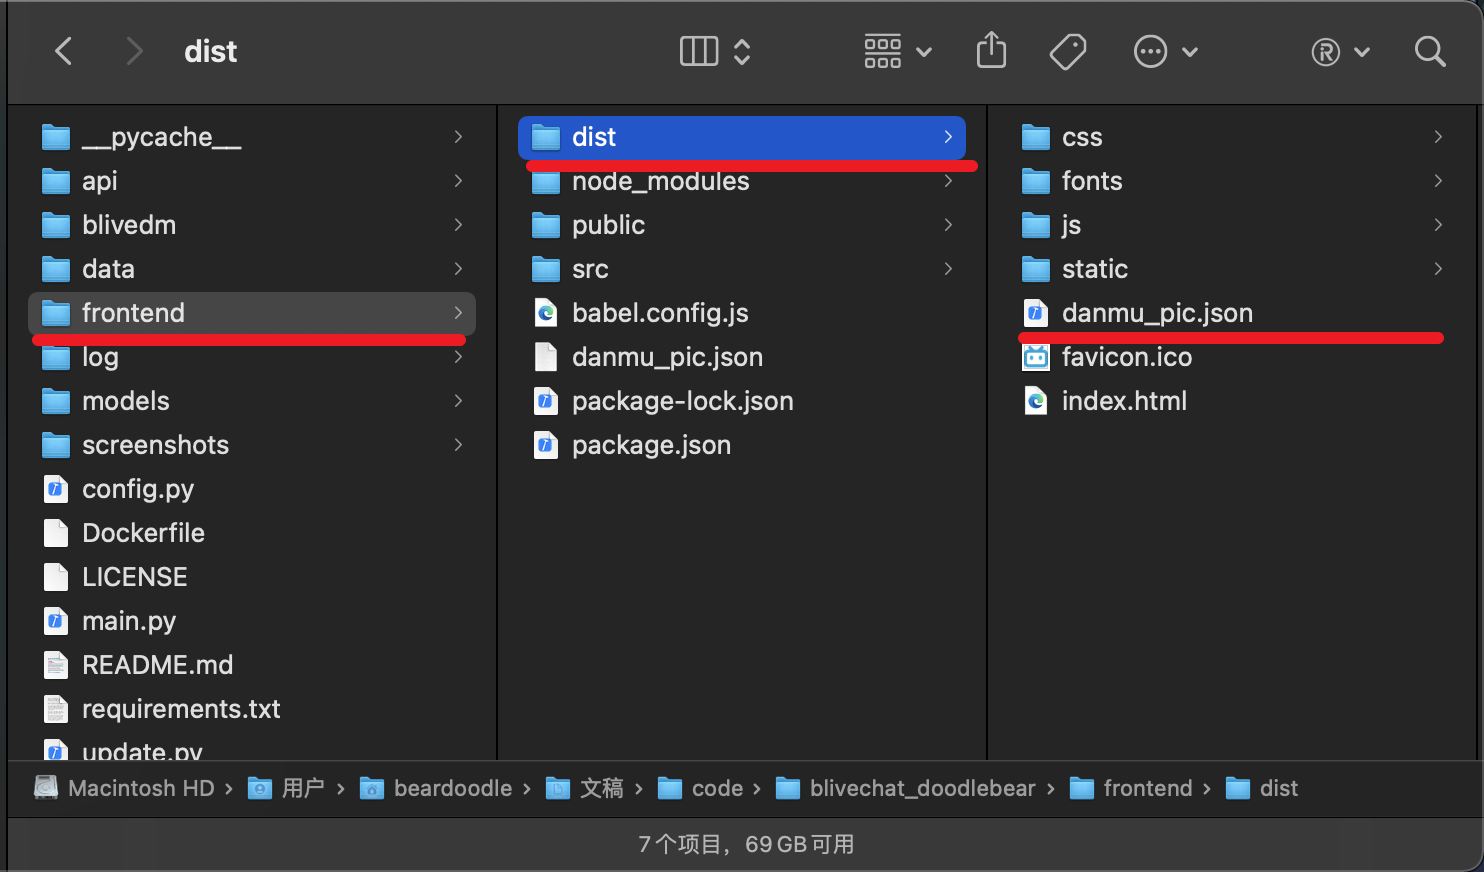 dist
__pycache__
api
blivedm
data
frontend
log
models
screenshots
config.py
Dockerfile
LICENSE
main.py
README.md
requirements.txt
update.py
dist
node_modules
public
src
babel.config.js
danmu_pic.json
package-lock.json
package.json
css
fonts
js
static
danmu_pic.json
favicon.ico
index.html
Macintosh HD › 用户 › beardoodle › 文稿 › code › blivechat_doodlebear › frontend › dist
7 个项目，69 GB 可用